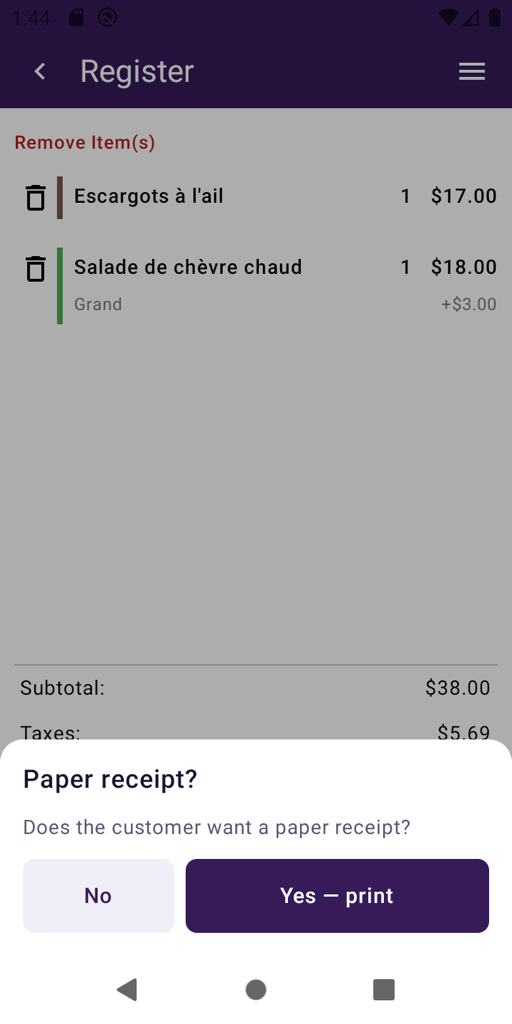 1:44
Register
Remove Item(s)
Escargots à l'ail 1 $17.00
Salade de chèvre chaud 1 $18.00
Grand +$3.00
Subtotal: $38.00
Taxes: $5.69
Paper receipt?
Does the customer want a paper receipt?
No Yes — print